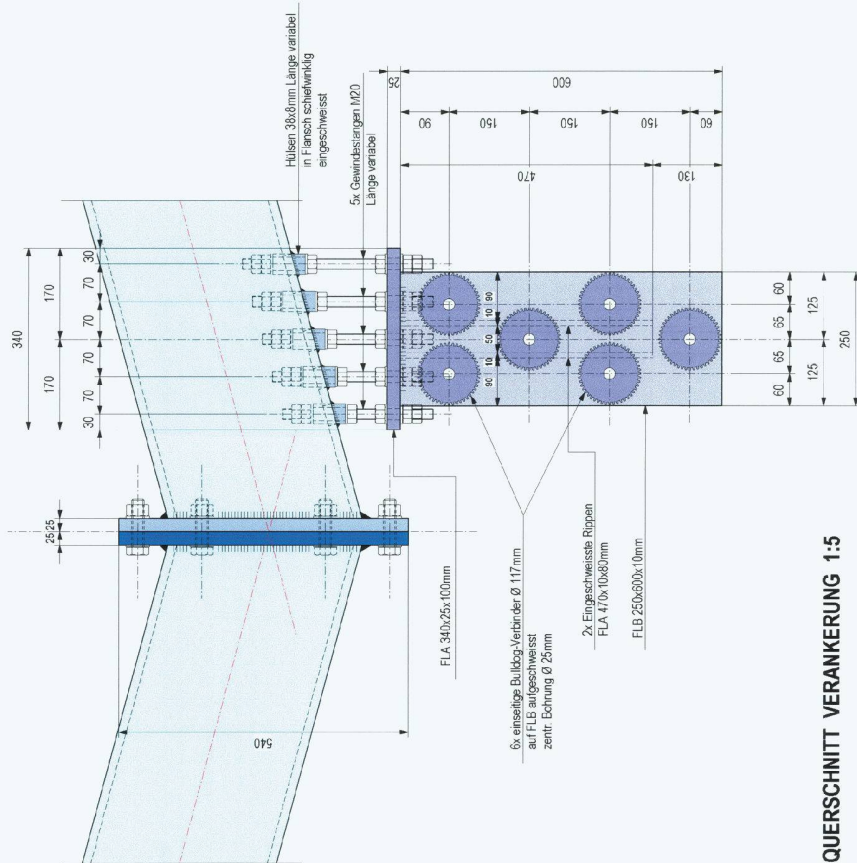 340
170
170
30
70
70
70
70
30
Hülsen 38x8mm Länge variabel
in Flansch schiefwinklig
eingeschweisst
5x Gewindestangen M20
Länge variabel
25
600
90
150
150
150
60
470
130
90
10
50
10
90
60
65
65
60
125
125
250
25
25
540
FLA 340x25x100mm
6x einseitige Bulldog-Verbinder Ø 117mm
auf FLB aufgeschweisst
zentr. Bohrung Ø 25mm
2x Eingeschweisste Rippen
FLA 470x10x80mm
FLB 250x600x10mm
QUERSCHNITT VERANKERUNG 1:5